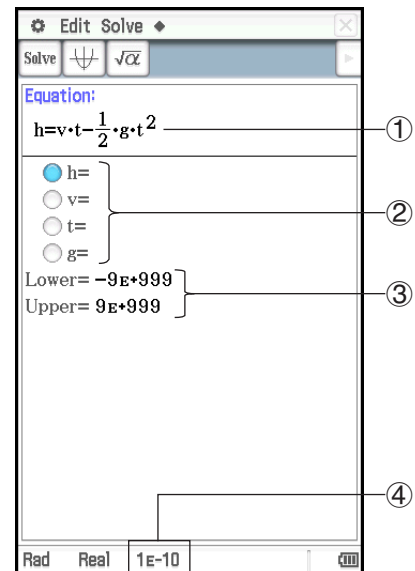 Edit Solve ◆
Solve √α
Equation:
h=v·t−1/2·g·t² ①
h= ②
v=
t=
g=
Lower= −9E+999 ③
Upper= 9E+999
④
Rad Real 1E−10